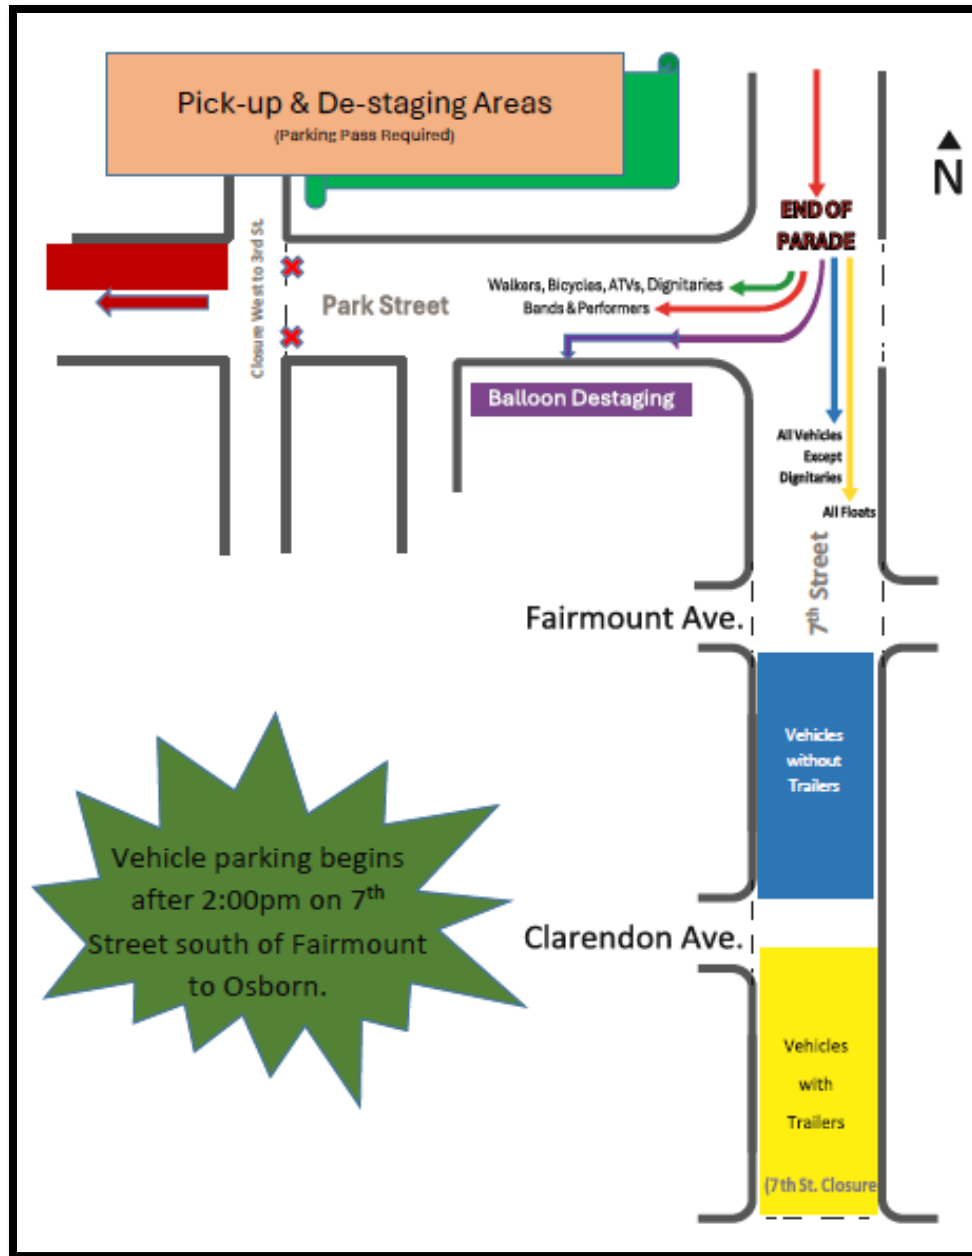 Pick-up & De-staging Areas
(Parking Pass Required)
N
END OF
PARADE
Closure West to 3rd St.
Park Street
Walkers, Bicycles, ATVs, Dignitaries
Bands & Performers
Balloon Destaging
All Vehicles
Except
Dignitaries
All Floats
7th Street
Fairmount Ave.
Vehicles
without
Trailers
Vehicle parking begins
after 2:00pm on 7th
Street south of Fairmount
to Osborn.
Clarendon Ave.
Vehicles
with
Trailers
(7th St. Closure